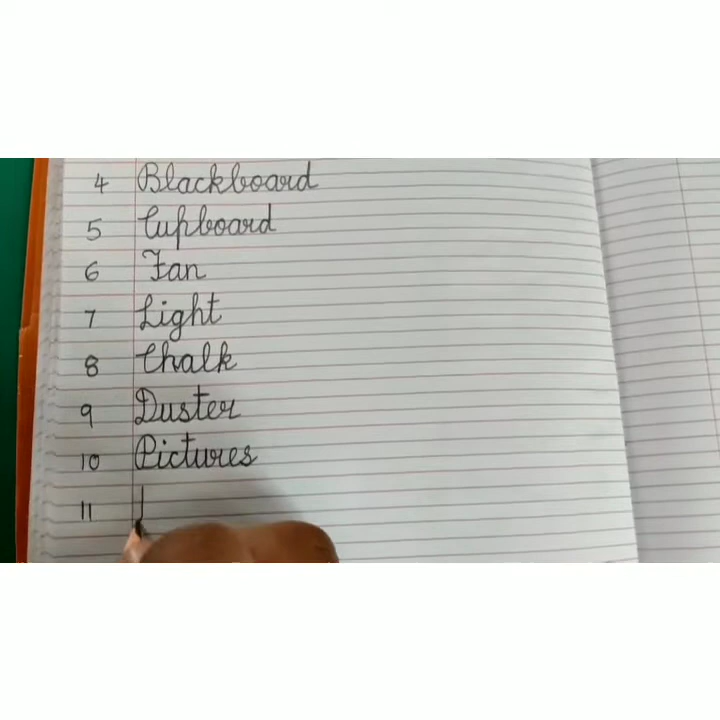 4 Blackboard
5 Cupboard
6 Fan
7 Light
8 Chalk
9 Duster
10 Pictures
11